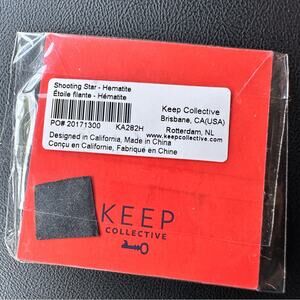 Shooting Star - Hematite
Étoile filante - Hématite
Keep Collective
Brisbane, CA(USA)
PO# 20171300 KA282H
Rotterdam, NL
www.keepcollective.com
Designed in California, Made in China
Conçu en Californie, Fabriqué en Chine
KEEP
COLLECTIVE